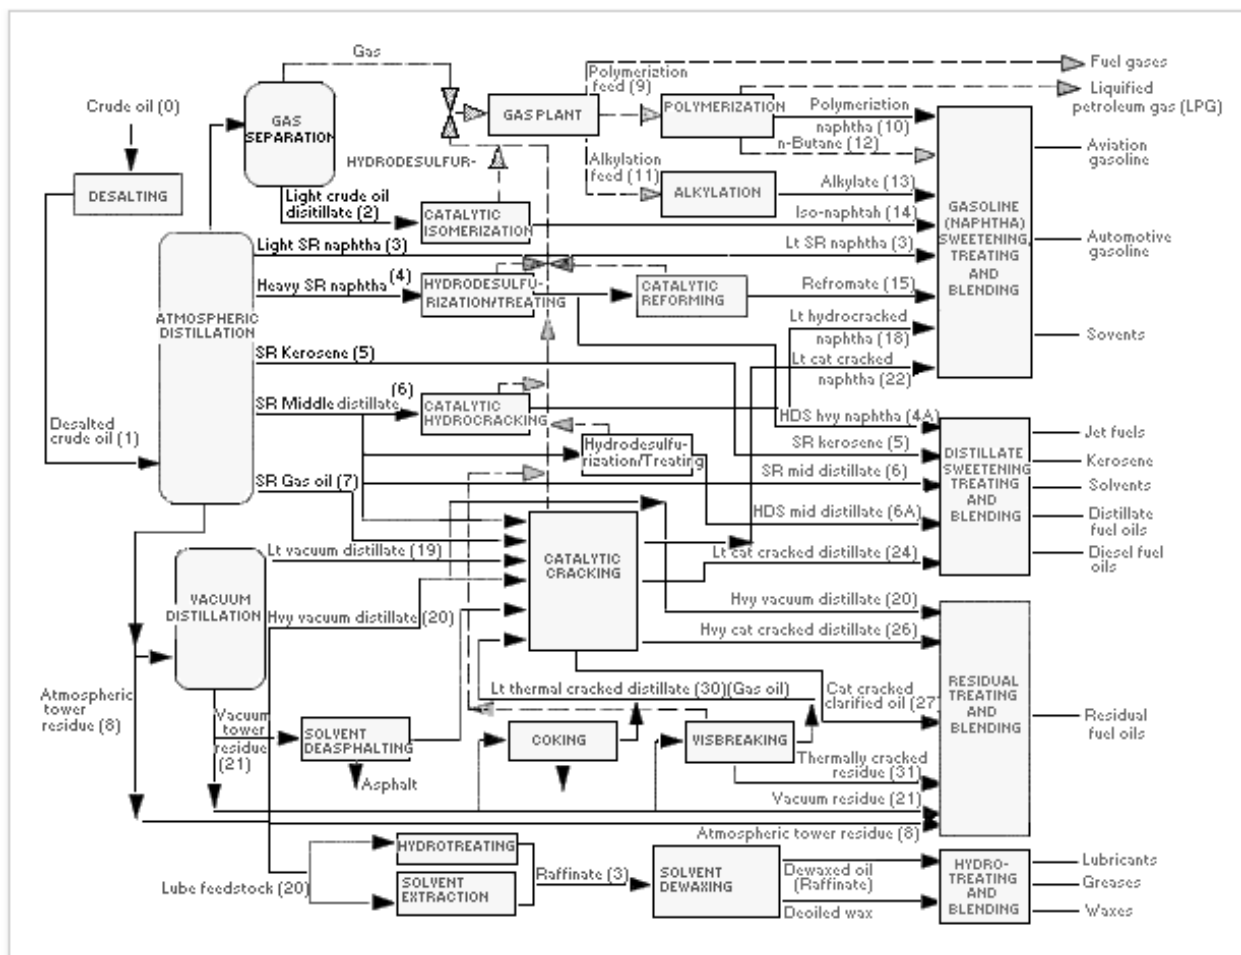 Gas
Fuel gases
Polymeriztion
feed (9)
Liquified
petroleum gas (LPG)
Crude oil (0)
GAS
SEPARATION
GAS PLANT
POLYMERIZATION
Polymeriztion
naphtha (10)
n-Butane (12)
Aviation
gasoline
HYDRODESULFUR-
Alkylation
feed (11)
DESALTING
ALKYLATION
Alkylate (13)
Light crude oil
disitillate (2)
CATALYTIC
ISOMERIZATION
Iso-naphtah (14)
GASOLINE
(NAPHTHA)
SWEETENING,
TREATING
AND
BLENDING
Automotive
gasoline
Light SR naphtha (3)
Lt SR naphtha (3)
Heavy SR naphtha (4)
HYDRODESULFU-
RIZATION/TREATING
CATALYTIC
REFORMING
Refromate (15)
ATMOSPHERIC
DISTILLATION
Lt hydrocracked
naphtha (18)
Sovents
SR Kerosene (5)
Lt cat cracked
naphtha (22)
SR Middle distillate (6)
CATALYTIC
HYDROCRACKING
HDS hvy naphtha (4A)
Jet fuels
Desalted
crude oil (1)
Hydrodesulfu-
rization/Treating
SR kerosene (5)
DISTILLATE
SWEETENING
TREATING
AND
BLENDING
Kerosene
SR mid distillate (6)
Solvents
SR Gas oil (7)
HDS mid distillate (6A)
Distillate
fuel oils
Lt vacuum distillate (19)
CATALYTIC
CRACKING
Lt cat cracked distillate (24)
Diesel fuel
oils
VACUUM
DISTILLATION
Hvy vacuum distillate (20)
Hvy vacuum distillate (20)
Hvy cat cracked distillate (26)
Atmospheric
tower residue (8)
Lt thermal cracked distillate (30)(Gas oil)
Cat cracked
clarified oil (27)
RESIDUAL
TREATING
AND
BLENDING
Residual
fuel oils
Vacuum
tower
residue
(21)
SOLVENT
DEASPHALTING
COKING
VISBREAKING
Asphalt
Thermally cracked
residue (31)
Vacuum residue (21)
Atmospheric tower residue (8)
HYDROTREATING
Lube feedstock (20)
SOLVENT
EXTRACTION
Raffinate (3)
SOLVENT
DEWAXING
Dewaxed oil
(Raffinate)
Deoiled wax
HYDRO-
TREATING
AND
BLENDING
Lubricants
Greases
Waxes